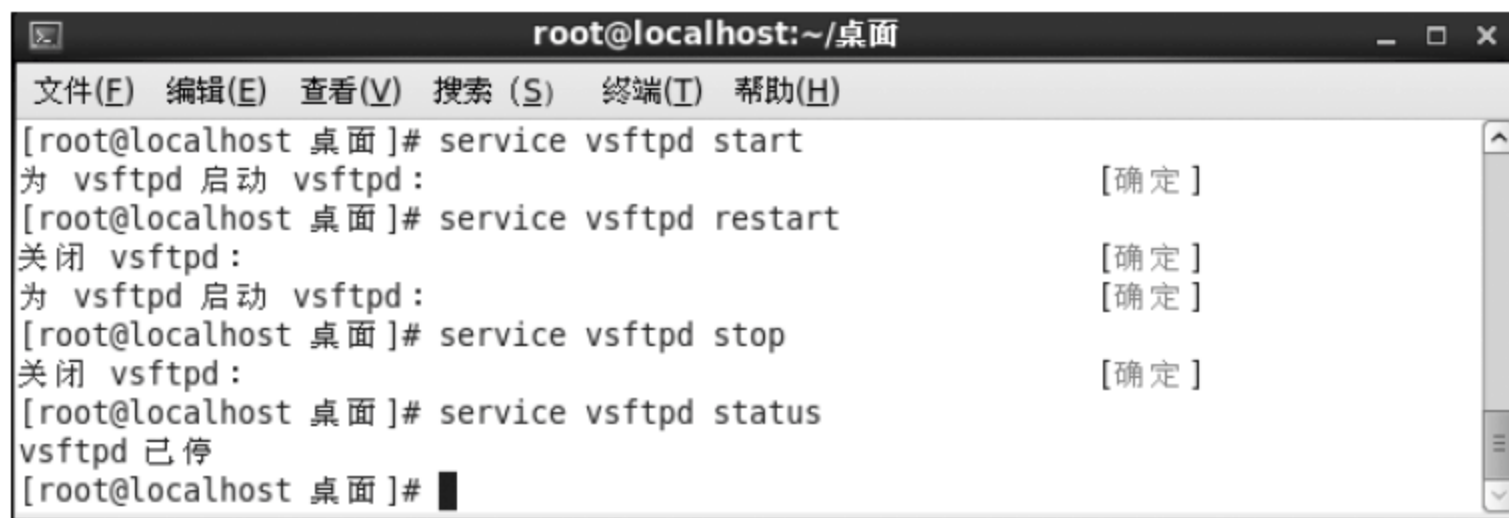 root@localhost:~/桌面
文件(F) 编辑(E) 查看(V) 搜索 (S) 终端(T) 帮助(H)
[root@localhost 桌面]# service vsftpd start
为 vsftpd 启动 vsftpd： [确定]
[root@localhost 桌面]# service vsftpd restart
关闭 vsftpd： [确定]
为 vsftpd 启动 vsftpd： [确定]
[root@localhost 桌面]# service vsftpd stop
关闭 vsftpd： [确定]
[root@localhost 桌面]# service vsftpd status
vsftpd 已停
[root@localhost 桌面]#